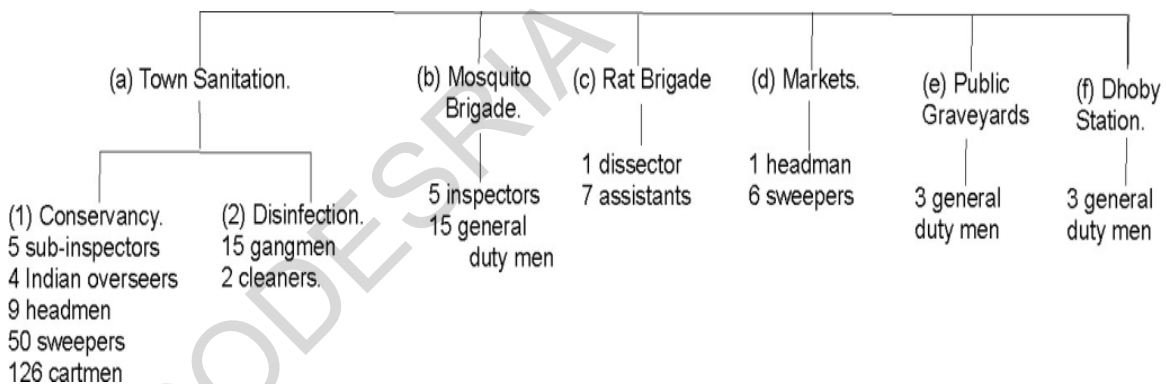 (a) Town Sanitation.
(1) Conservancy.
5 sub-inspectors
4 Indian overseers
9 headmen
50 sweepers
126 cartmen
(2) Disinfection.
15 gangmen
2 cleaners.
(b) Mosquito
Brigade.
5 inspectors
15 general
duty men
(c) Rat Brigade
1 dissector
7 assistants
(d) Markets.
1 headman
6 sweepers
(e) Public
Graveyards
3 general
duty men
(f) Dhoby
Station.
3 general
duty men
CODESRIA